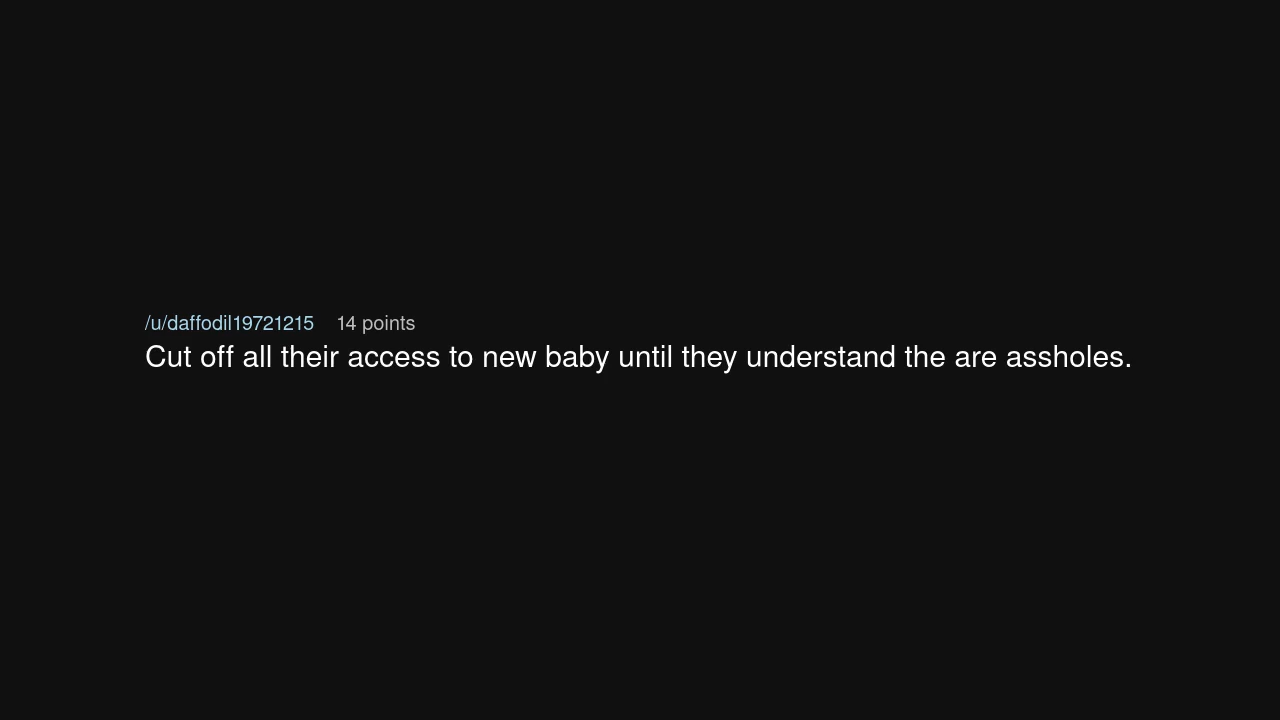 /u/daffodil19721215 14 points
Cut off all their access to new baby until they understand the are assholes.